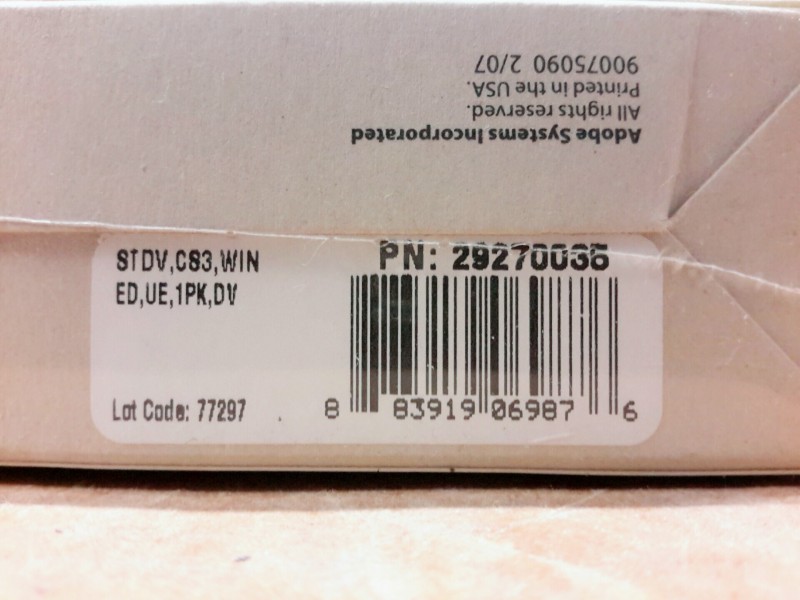 Adobe Systems Incorporated
All rights reserved.
Printed in the USA.
90075090 2/07
STDV,CS3,WIN
ED,UE,1PK,DV
PN: 29270035
Lot Code: 77297
8 83919 06987 6